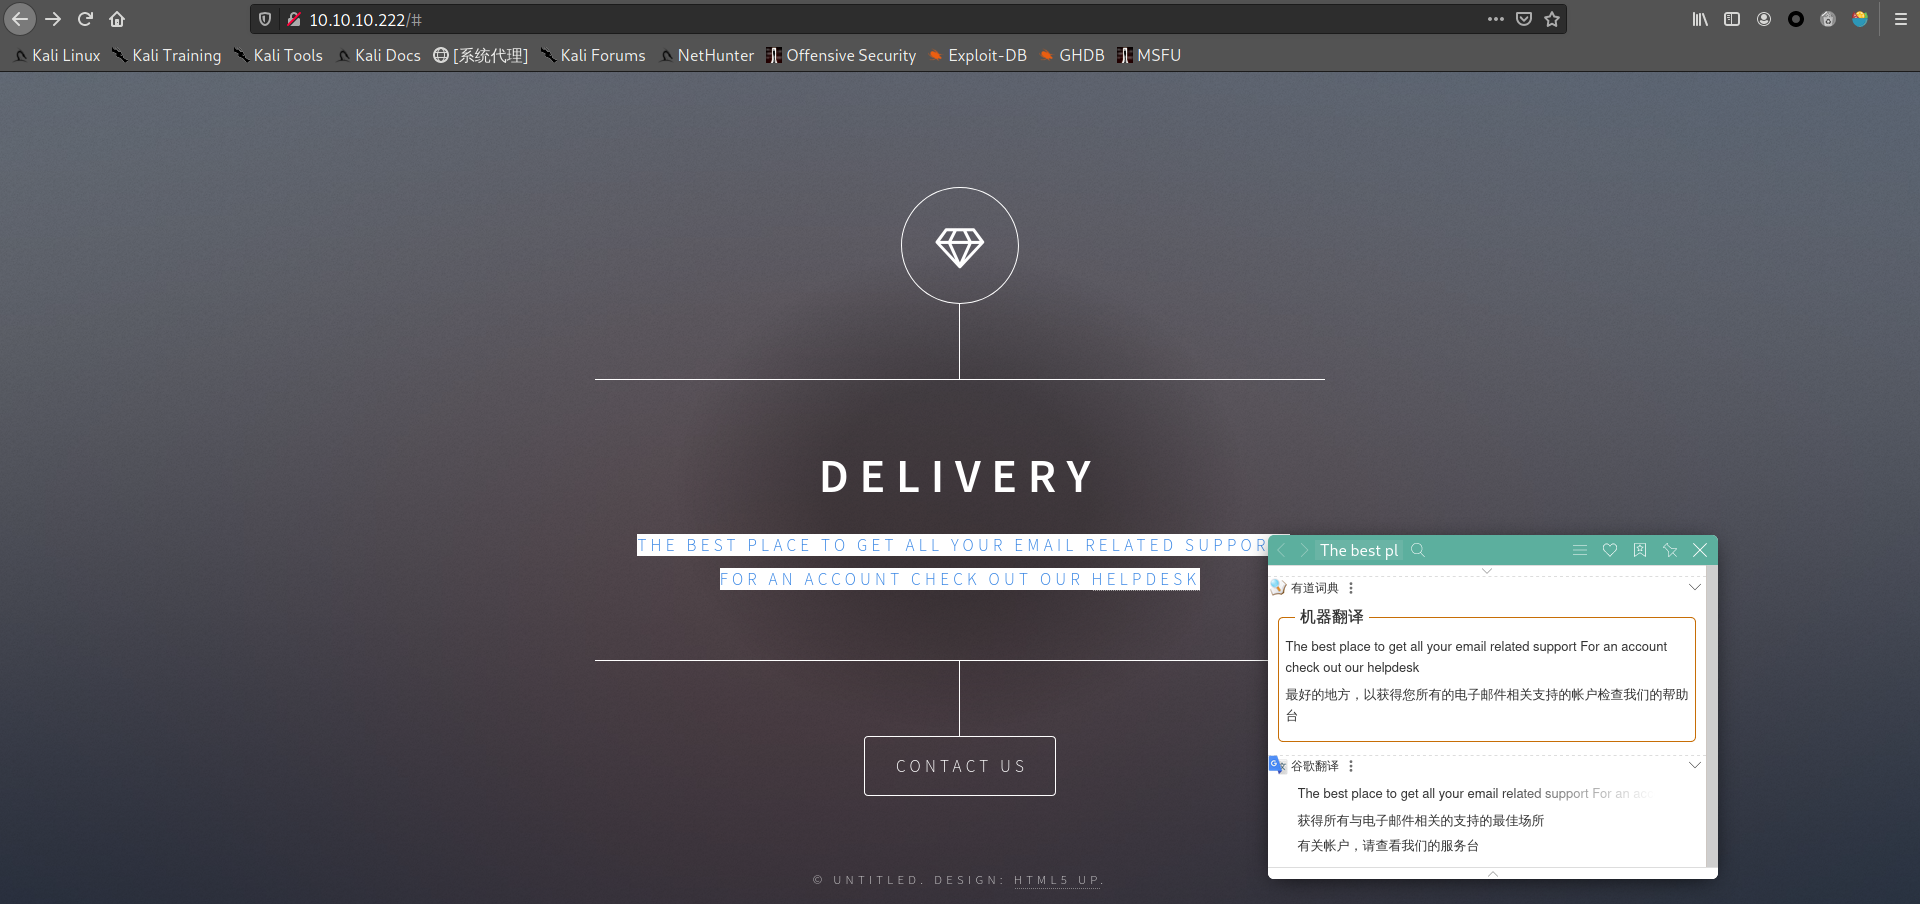 10.10.10.222/#
Kali Linux Kali Training Kali Tools Kali Docs [系统代理] Kali Forums NetHunter Offensive Security Exploit-DB GHDB MSFU
DELIVERY
THE BEST PLACE TO GET ALL YOUR EMAIL RELATED SUPPOR
FOR AN ACCOUNT CHECK OUT OUR HELPDESK
CONTACT US
© UNTITLED. DESIGN: HTML5 UP.
The best pl
有道词典
机器翻译
The best place to get all your email related support For an account
check out our helpdesk
最好的地方，以获得您所有的电子邮件相关支持的帐户检查我们的帮助
台
谷歌翻译
The best place to get all your email related support For an acc
获得所有与电子邮件相关的支持的最佳场所
有关帐户，请查看我们的服务台